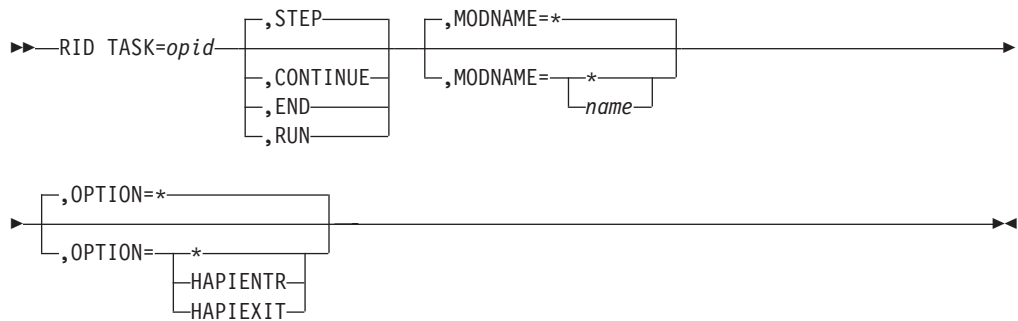 ,STEP ,MODNAME=*
RID TASK=opid
,CONTINUE ,MODNAME= *
,END name
,RUN
,OPTION=*
,OPTION= *
HAPIENTR
HAPIEXIT